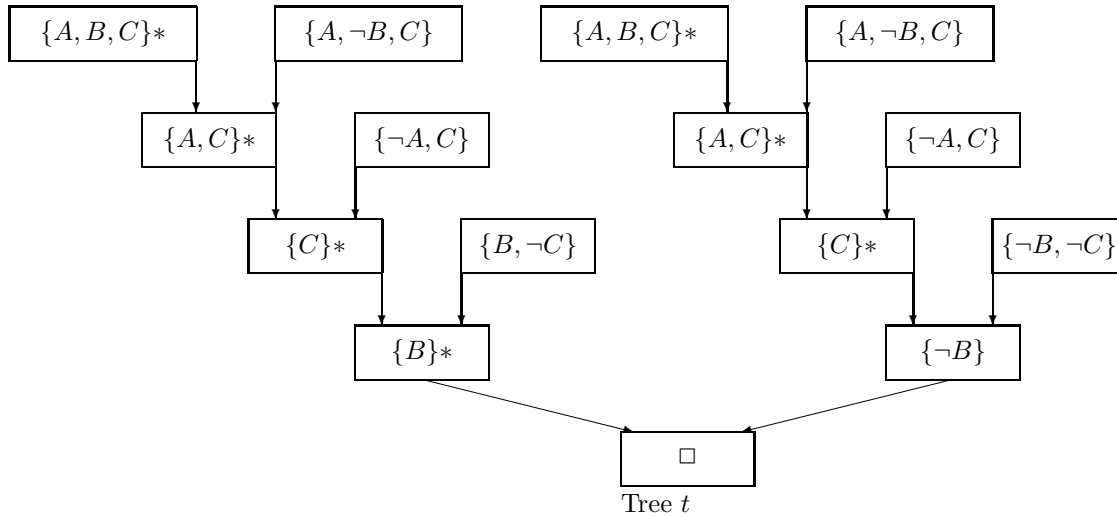 {A, B, C}∗ {A, ¬B, C} {A, B, C}∗ {A, ¬B, C}
{A, C}∗ {¬A, C} {A, C}∗ {¬A, C}
{C}∗ {B, ¬C} {C}∗ {¬B, ¬C}
{B}∗ {¬B}
□
Tree t